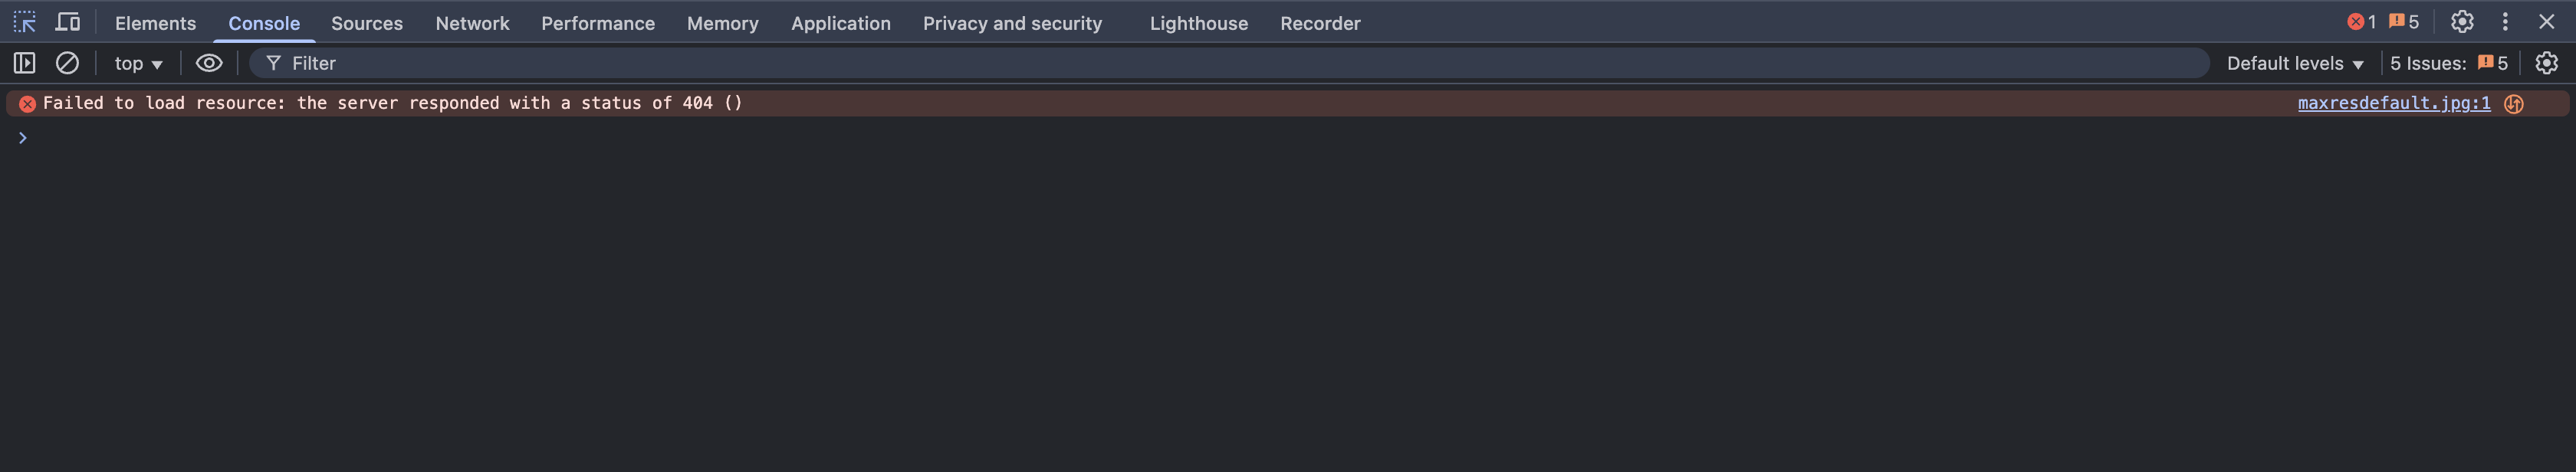 Elements Console Sources Network Performance Memory Application Privacy and security Lighthouse Recorder 1 5
top Filter Default levels 5 Issues: 5
Failed to load resource: the server responded with a status of 404 () maxresdefault.jpg:1